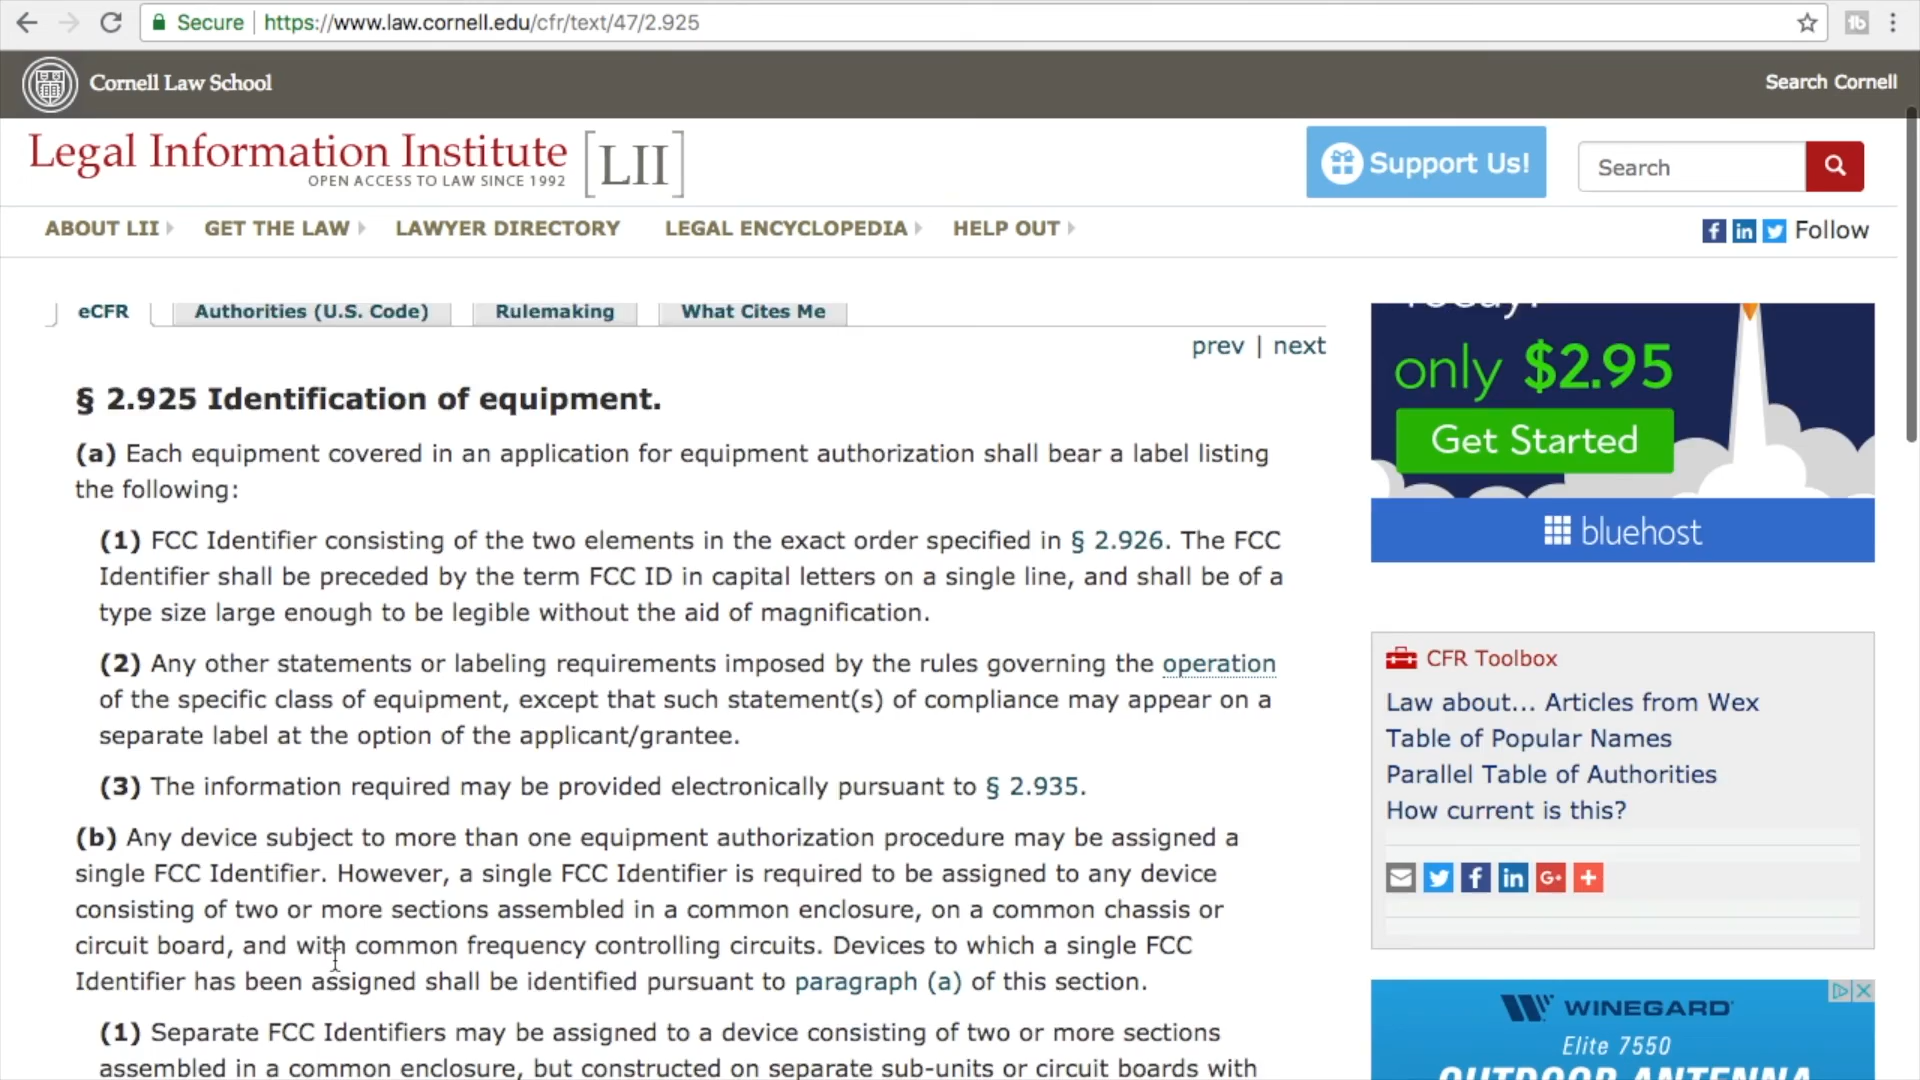 Secure https://www.law.cornell.edu/cfr/text/47/2.925
Cornell Law School
Search Cornell
Legal Information Institute [LII]
OPEN ACCESS TO LAW SINCE 1992
Support Us!
Search
ABOUT LII GET THE LAW LAWYER DIRECTORY LEGAL ENCYCLOPEDIA HELP OUT
Follow
eCFR Authorities (U.S. Code) Rulemaking What Cites Me
prev | next
§ 2.925 Identification of equipment.
(a) Each equipment covered in an application for equipment authorization shall bear a label listing
the following:
(1) FCC Identifier consisting of the two elements in the exact order specified in § 2.926. The FCC
Identifier shall be preceded by the term FCC ID in capital letters on a single line, and shall be of a
type size large enough to be legible without the aid of magnification.
(2) Any other statements or labeling requirements imposed by the rules governing the operation
of the specific class of equipment, except that such statement(s) of compliance may appear on a
separate label at the option of the applicant/grantee.
(3) The information required may be provided electronically pursuant to § 2.935.
(b) Any device subject to more than one equipment authorization procedure may be assigned a
single FCC Identifier. However, a single FCC Identifier is required to be assigned to any device
consisting of two or more sections assembled in a common enclosure, on a common chassis or
circuit board, and with common frequency controlling circuits. Devices to which a single FCC
Identifier has been assigned shall be identified pursuant to paragraph (a) of this section.
(1) Separate FCC Identifiers may be assigned to a device consisting of two or more sections
assembled in a common enclosure, but constructed on separate sub-units or circuit boards with
only $2.95
Get Started
bluehost
CFR Toolbox
Law about... Articles from Wex
Table of Popular Names
Parallel Table of Authorities
How current is this?
WINEGARD
Elite 7550
OUTDOOR ANTENNA